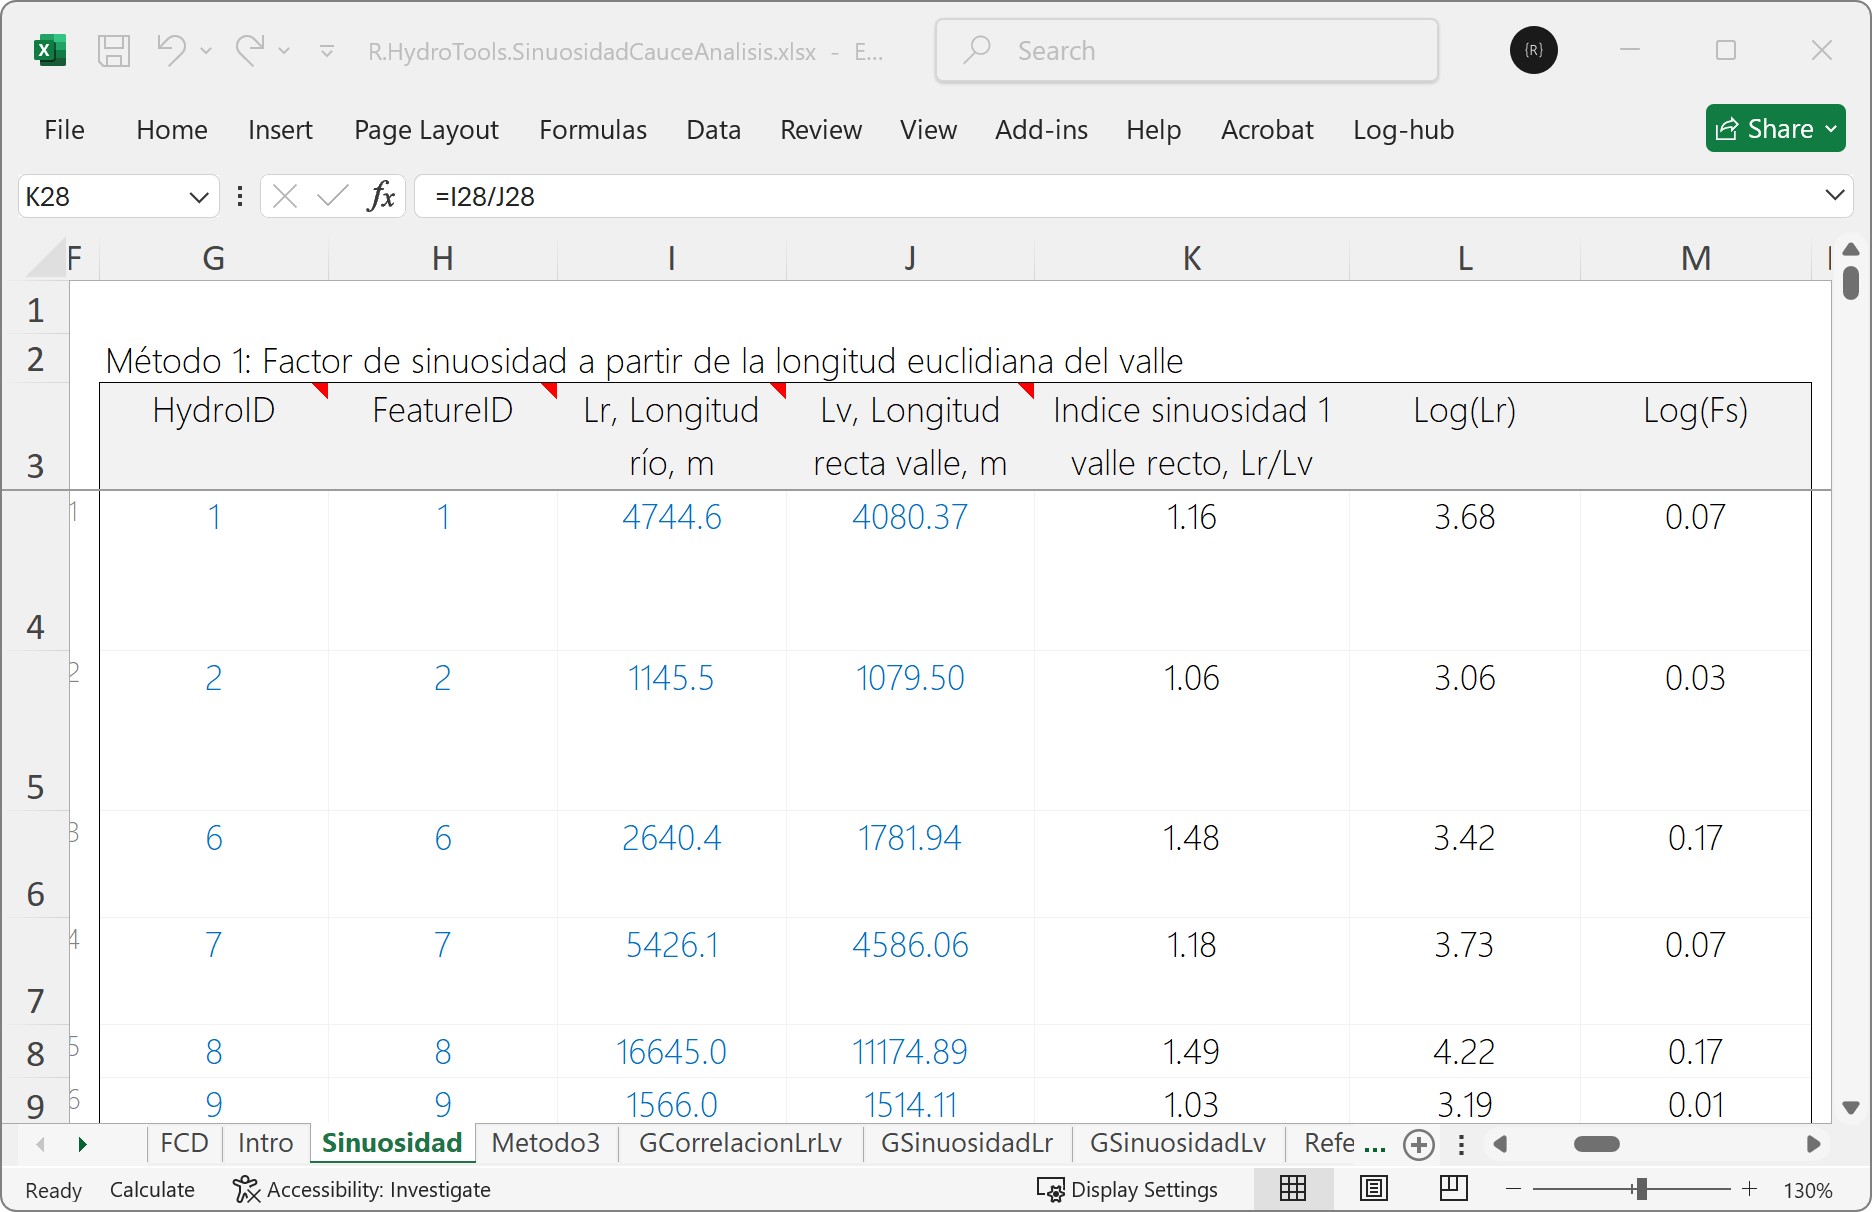 R.HydroTools.SinuosidadCauceAnalisis.xlsx - E...
Search
{R}
File Home Insert Page Layout Formulas Data Review View Add-ins Help Acrobat Log-hub Share
K28 fx =I28/J28
F G H I J K L M
1
2 Método 1: Factor de sinuosidad a partir de la longitud euclidiana del valle
HydroID FeatureID Lr, Longitud Lv, Longitud Indice sinuosidad 1 Log(Lr) Log(Fs)
3 río, m recta valle, m valle recto, Lr/Lv
1 1 1 4744.6 4080.37 1.16 3.68 0.07
4
2 2 2 1145.5 1079.50 1.06 3.06 0.03
5
3 6 6 2640.4 1781.94 1.48 3.42 0.17
6
4 7 7 5426.1 4586.06 1.18 3.73 0.07
7
8 5 8 8 16645.0 11174.89 1.49 4.22 0.17
9 6 9 9 1566.0 1514.11 1.03 3.19 0.01
FCD Intro Sinuosidad Metodo3 GCorrelacionLrLv GSinuosidadLr GSinuosidadLv Refe ...
Ready Calculate Accessibility: Investigate Display Settings 130%